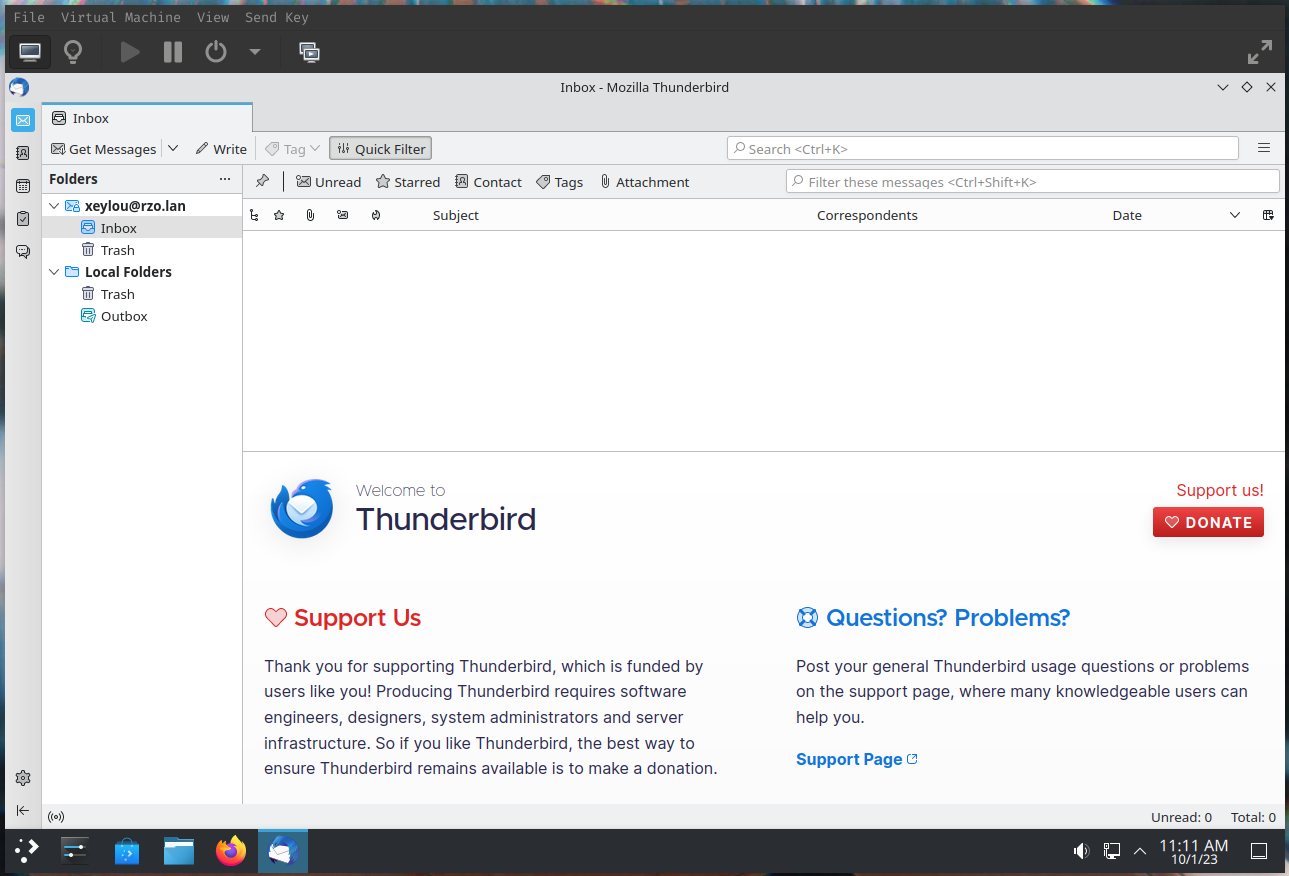 File Virtual Machine View Send Key
Inbox - Mozilla Thunderbird
Inbox
Get Messages Write Tag Quick Filter Search <Ctrl+K>
Folders ... Unread Starred Contact Tags Attachment Filter these messages <Ctrl+Shift+K>
xeylou@rzo.lan
Subject Correspondents Date
Inbox
Trash
Local Folders
Trash
Outbox
Welcome to
Thunderbird
Support us!
DONATE
Support Us
Thank you for supporting Thunderbird, which is funded by
users like you! Producing Thunderbird requires software
engineers, designers, system administrators and server
infrastructure. So if you like Thunderbird, the best way to
ensure Thunderbird remains available is to make a donation.
Questions? Problems?
Post your general Thunderbird usage questions or problems
on the support page, where many knowledgeable users can
help you.
Support Page
Unread: 0 Total: 0
11:11 AM
10/1/23